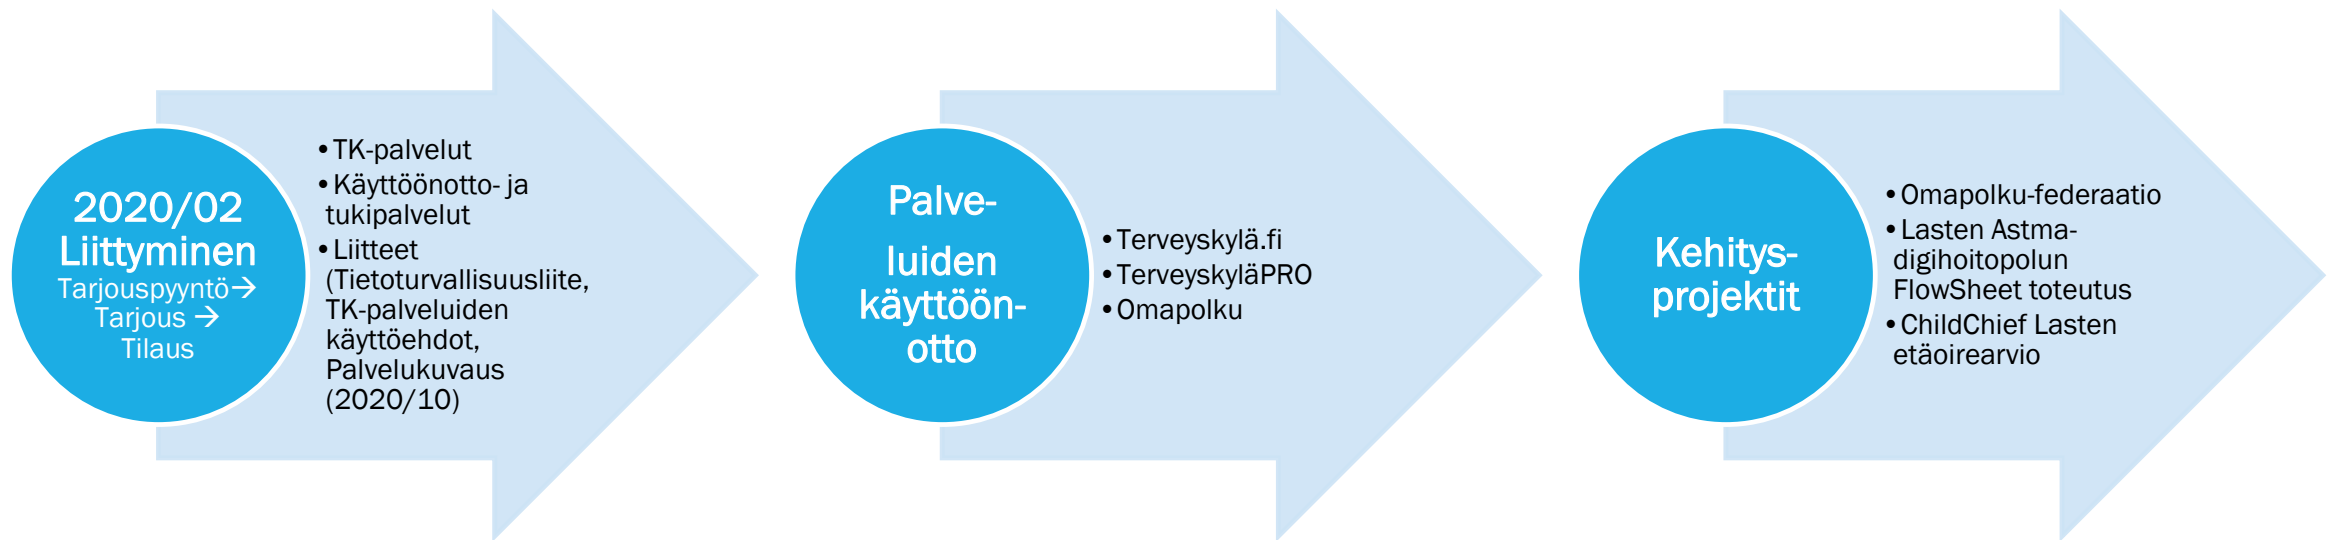 2020/02
Liittyminen
Tarjouspyyntö→
Tarjous →
Tilaus
•TK-palvelut
•Käyttöönotto- ja
tukipalvelut
•Liitteet
(Tietoturvallisuusliite,
TK-palveluiden
käyttöehdot,
Palvelukuvaus
(2020/10)
Palve-
luiden
käyttöön-
otto
•Terveyskylä.fi
•TerveyskyläPRO
•Omapolku
Kehitys-
projektit
•Omapolku-federaatio
•Lasten Astma-
digihoitopolun
FlowSheet toteutus
•ChildChief Lasten
etäoirearvio